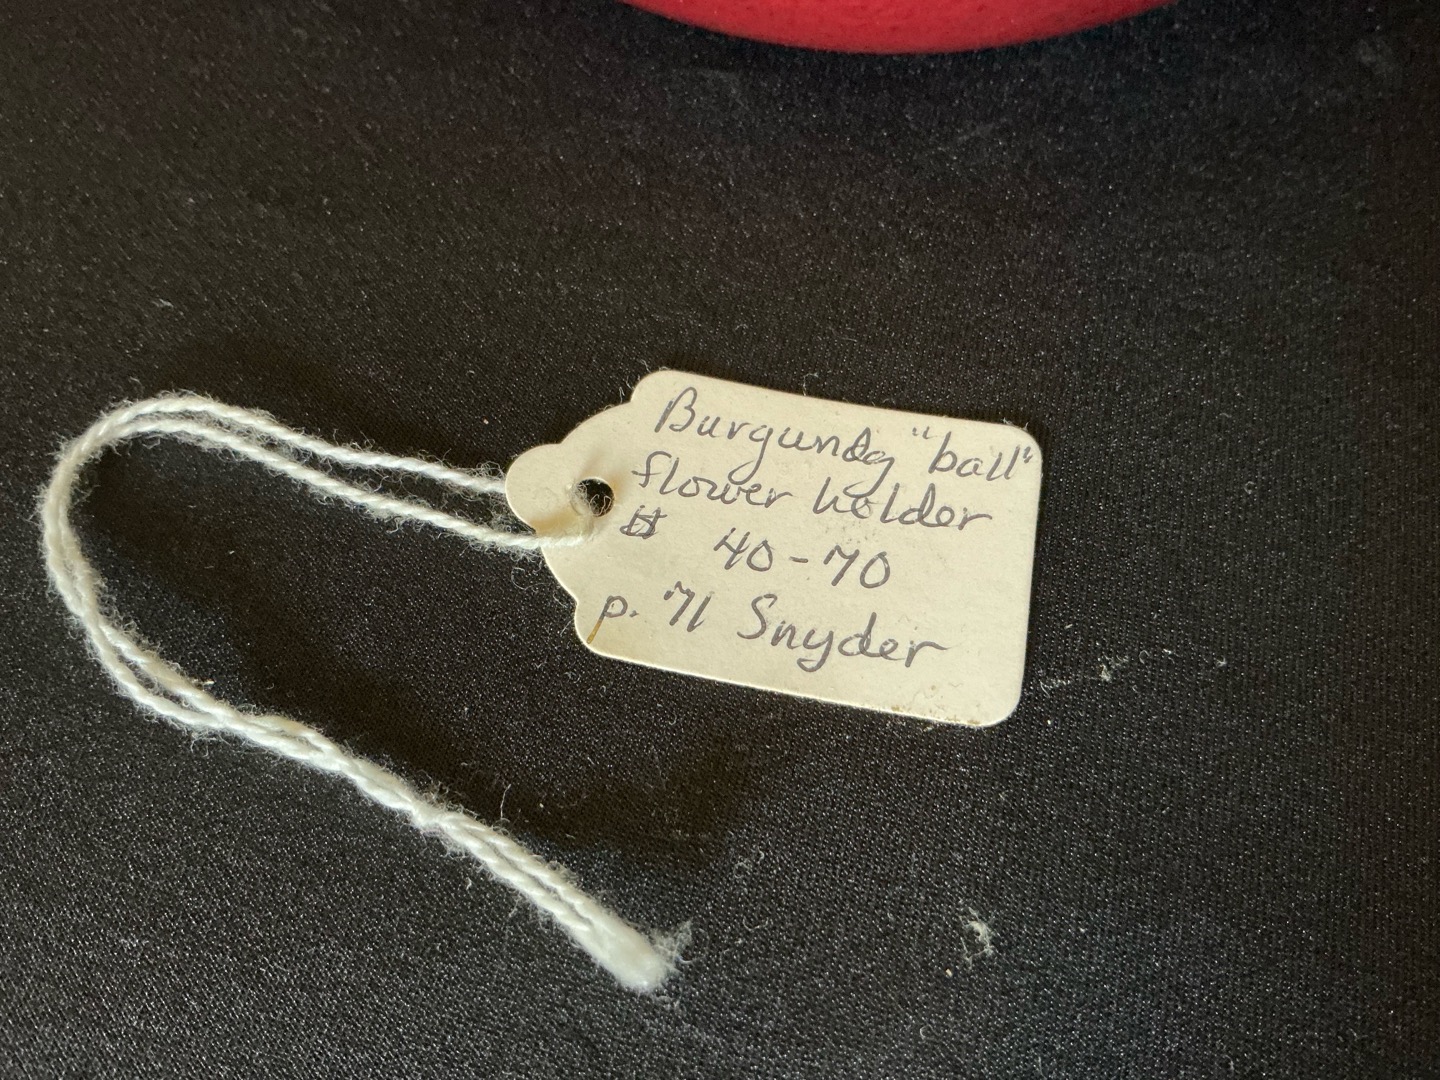 Burgundy "ball"
flower holder
# 40-70
p. 71 Snyder